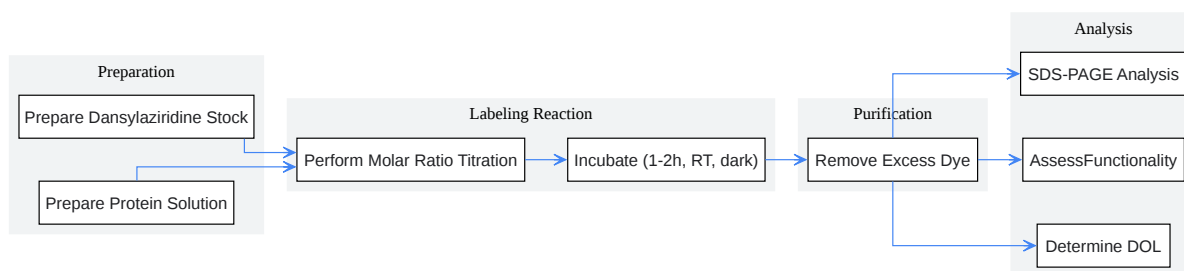 Preparation
Prepare Dansylaziridine Stock
Prepare Protein Solution
Labeling Reaction
Perform Molar Ratio Titration
Incubate (1-2h, RT, dark)
Purification
Remove Excess Dye
Analysis
SDS-PAGE Analysis
AssessFunctionality
Determine DOL